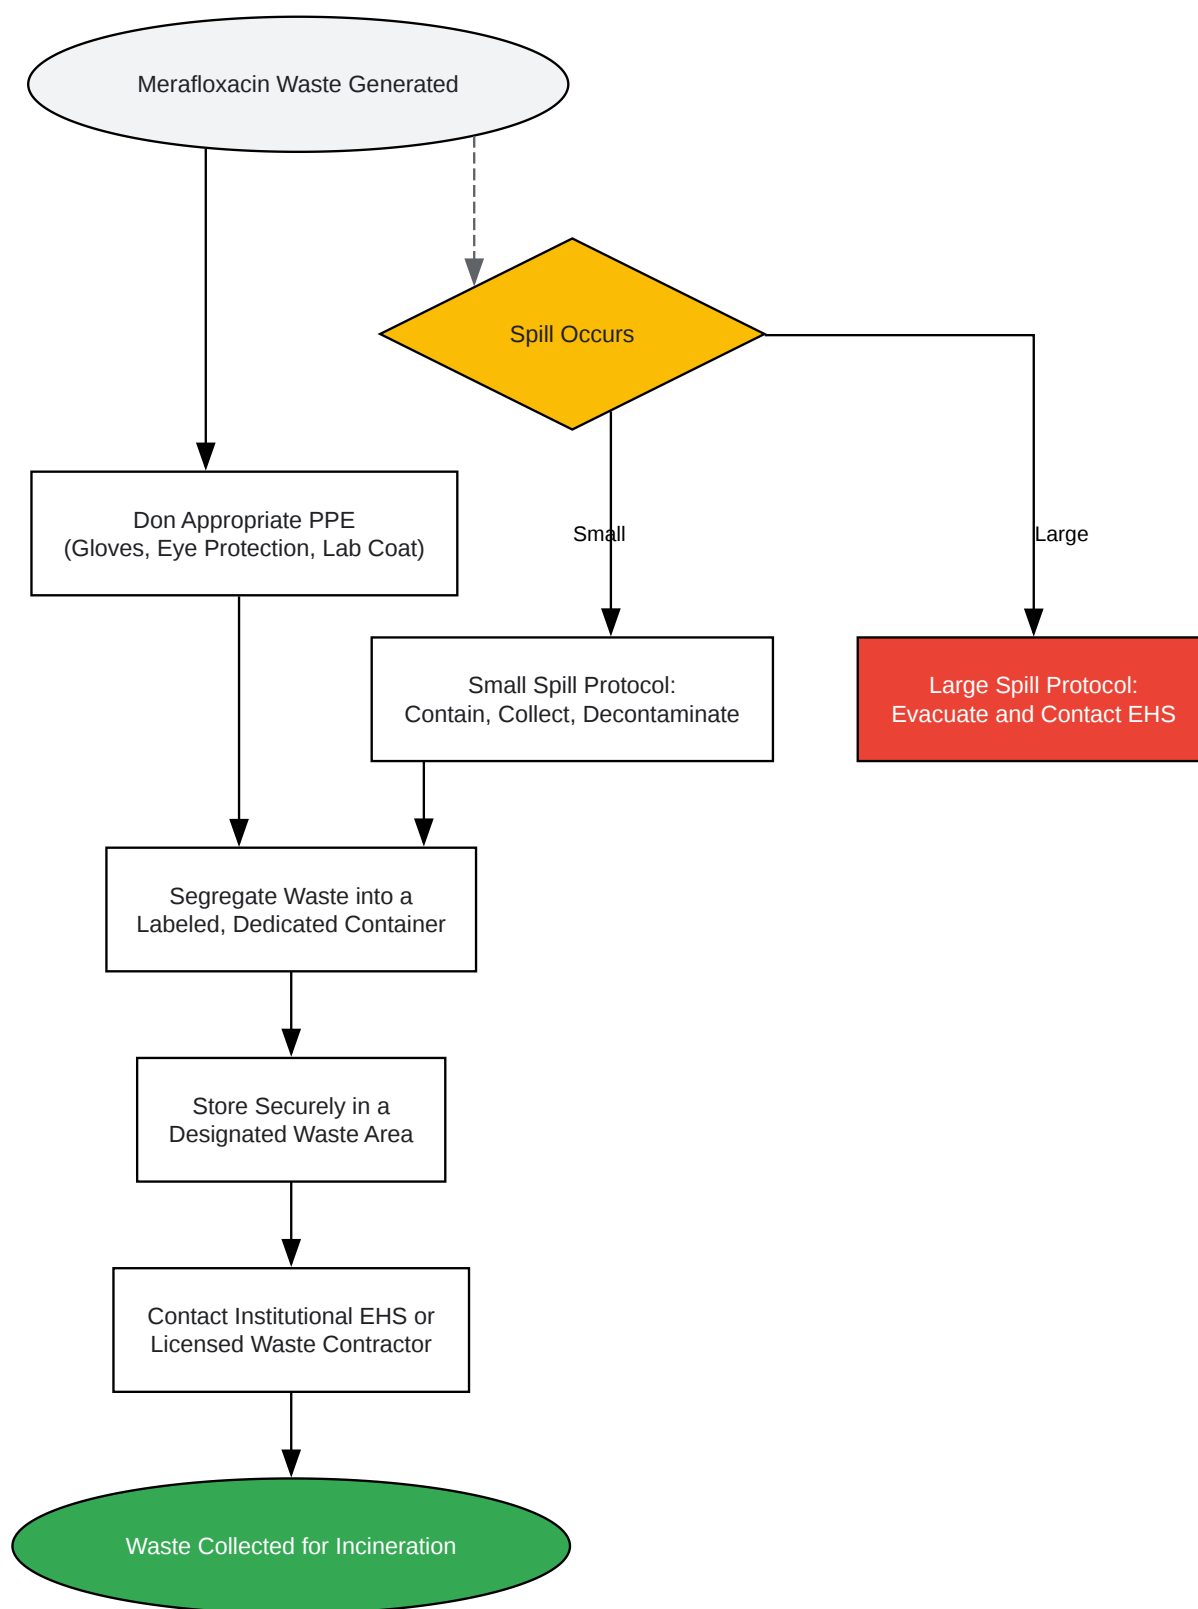 Merafloxacin Waste Generated
Spill Occurs
Don Appropriate PPE
(Gloves, Eye Protection, Lab Coat)
Small
Large
Small Spill Protocol:
Contain, Collect, Decontaminate
Large Spill Protocol:
Evacuate and Contact EHS
Segregate Waste into a
Labeled, Dedicated Container
Store Securely in a
Designated Waste Area
Contact Institutional EHS or
Licensed Waste Contractor
Waste Collected for Incineration